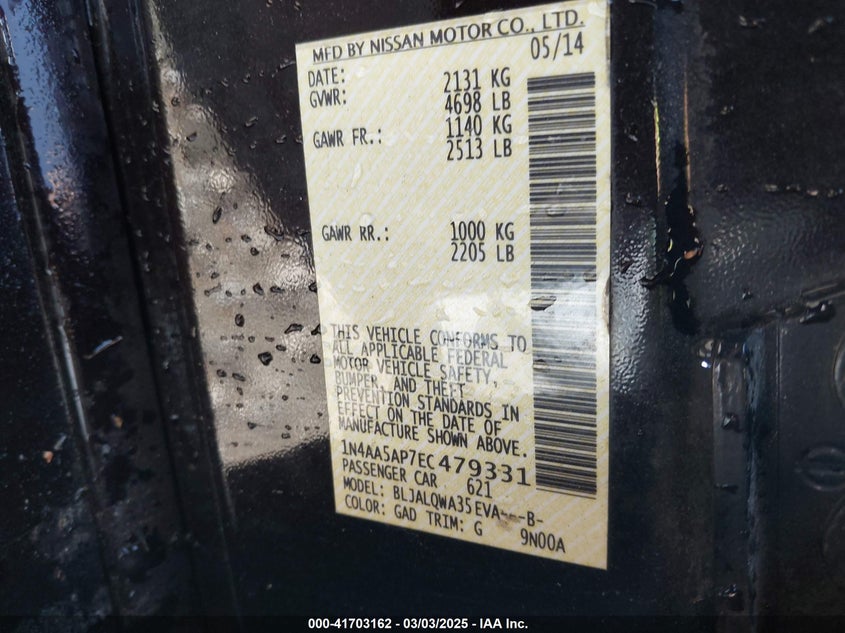 MFD BY NISSAN MOTOR CO., LTD.
DATE: 05/14
GVWR: 2131 KG
4698 LB
GAWR FR.: 1140 KG
2513 LB
GAWR RR.: 1000 KG
2205 LB
THIS VEHICLE CONFORMS TO
ALL APPLICABLE FEDERAL
MOTOR VEHICLE SAFETY,
BUMPER, AND THEFT
PREVENTION STANDARDS IN
EFFECT ON THE DATE OF
MANUFACTURE SHOWN ABOVE.
1N4AA5AP7EC479331
PASSENGER CAR 621
MODEL: BLJALQWA35EVA---B-
COLOR: GAD TRIM: G 9N00A
000-41703162 - 03/03/2025 - IAA Inc.